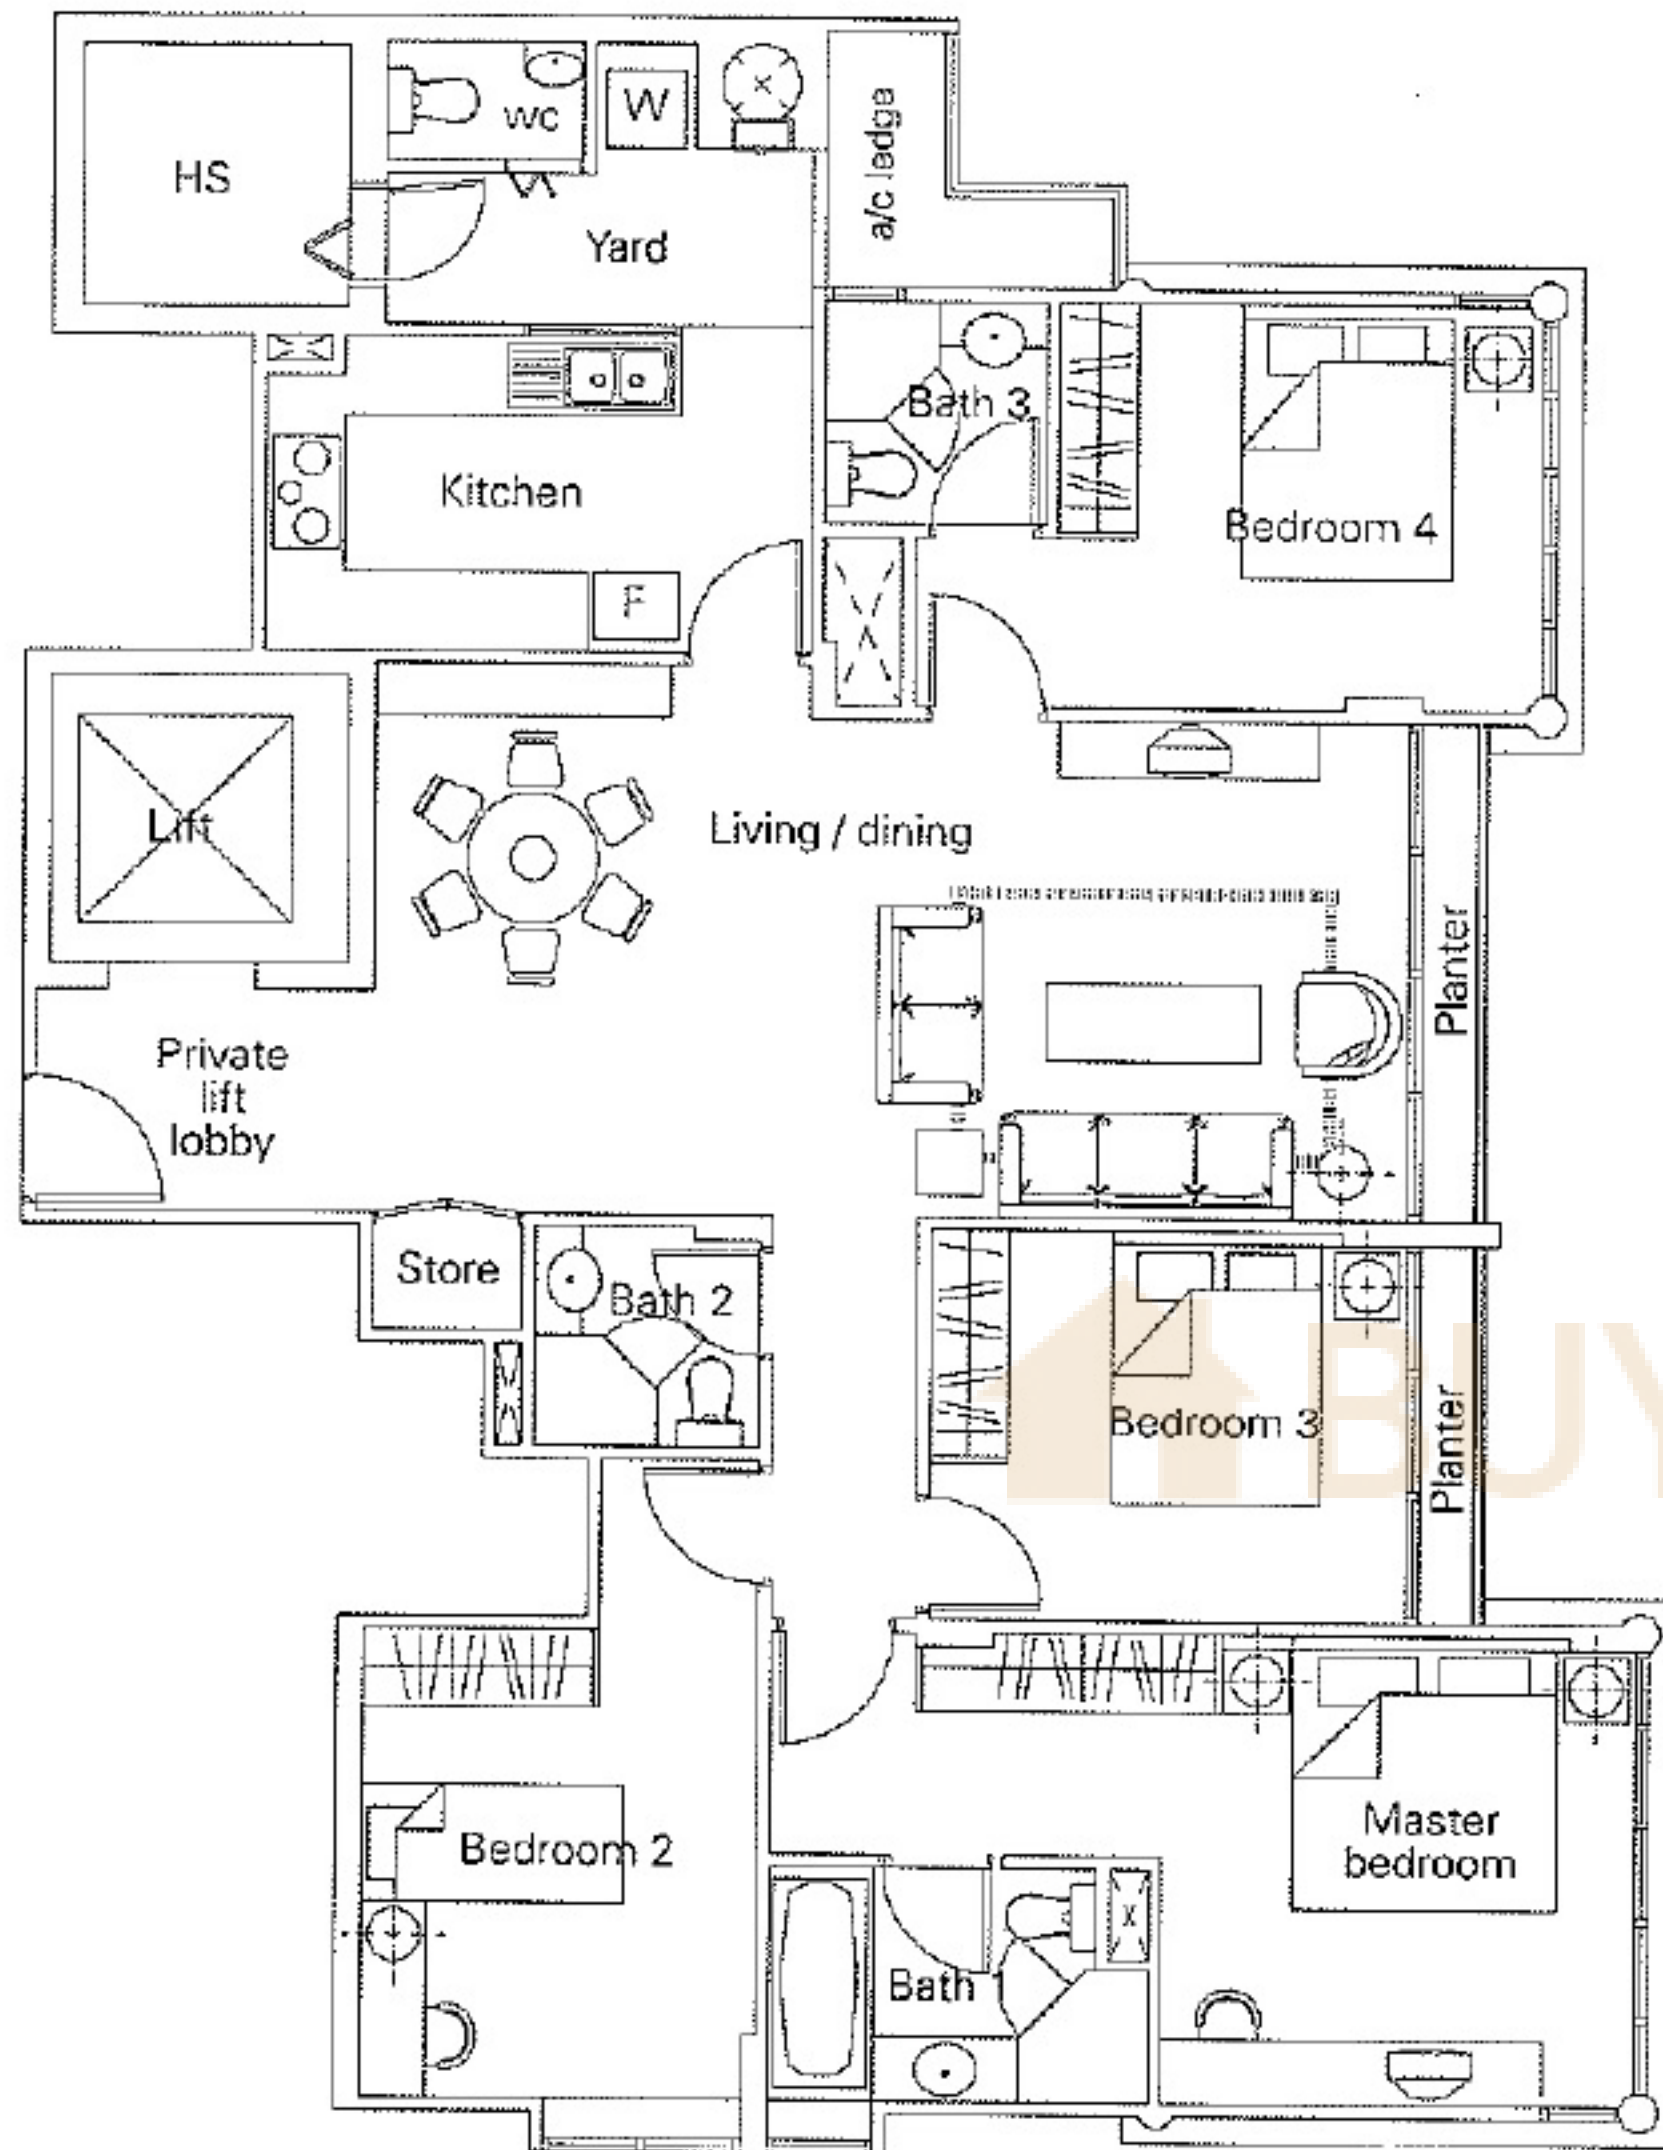 HS
wc
W
a/c ledge
Yard
Bath 3
Kitchen
Bedroom 4
F
Lift
Living / dining
Planter
Private
lift
lobby
Store
Bath 2
Bedroom 3
Planter
BUY
Master
bedroom
Bedroom 2
Bath